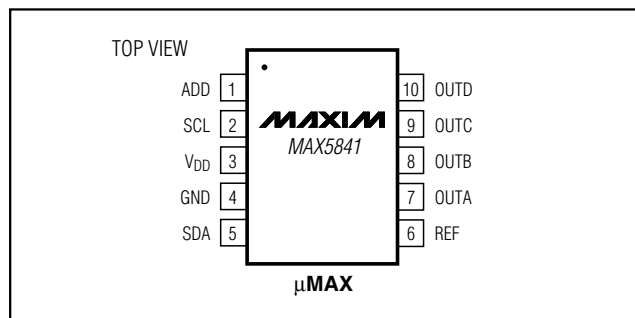 TOP VIEW
ADD 1
SCL 2
VDD 3
GND 4
SDA 5
MAXIM
MAX5841
10 OUTD
9 OUTC
8 OUTB
7 OUTA
6 REF
μMAX